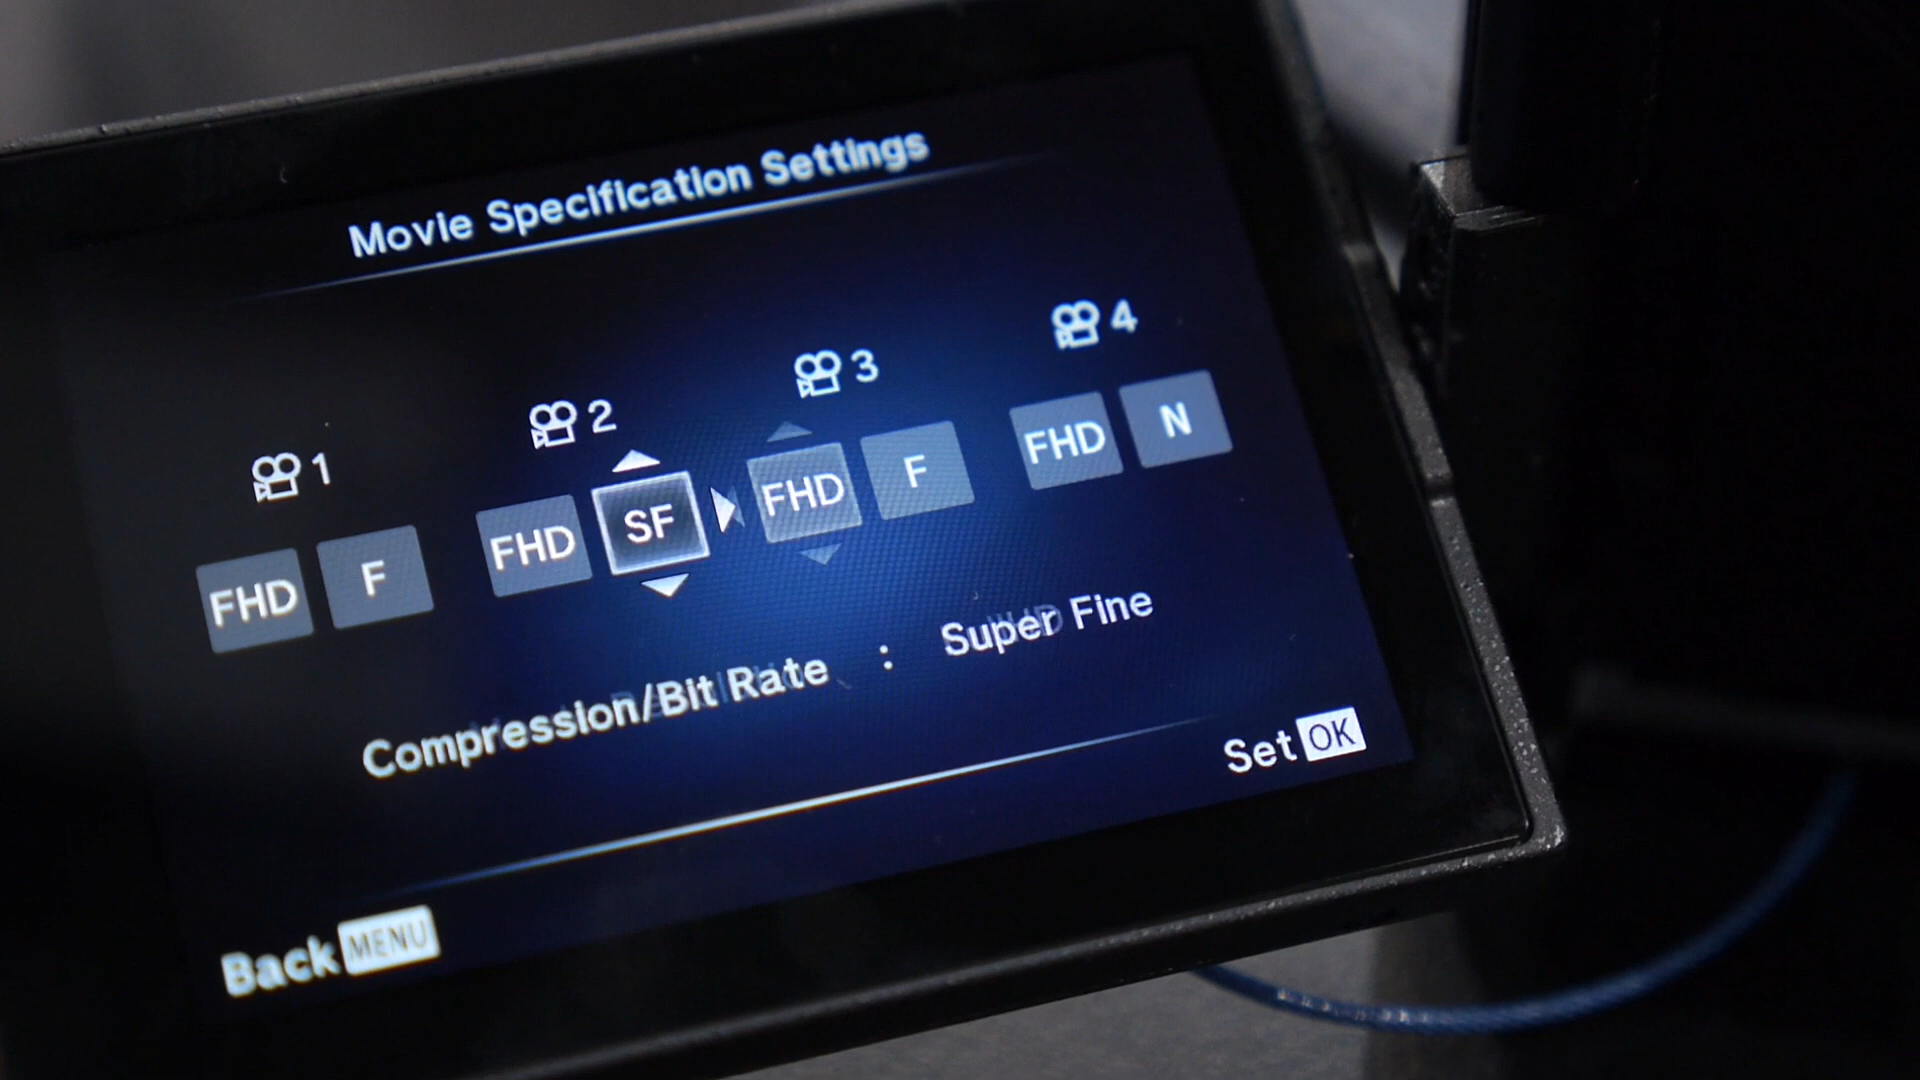 Movie Specification Settings
1 2 3 4
FHD F FHD SF FHD F FHD N
Compression/Bit Rate : Super Fine
Back MENU Set OK